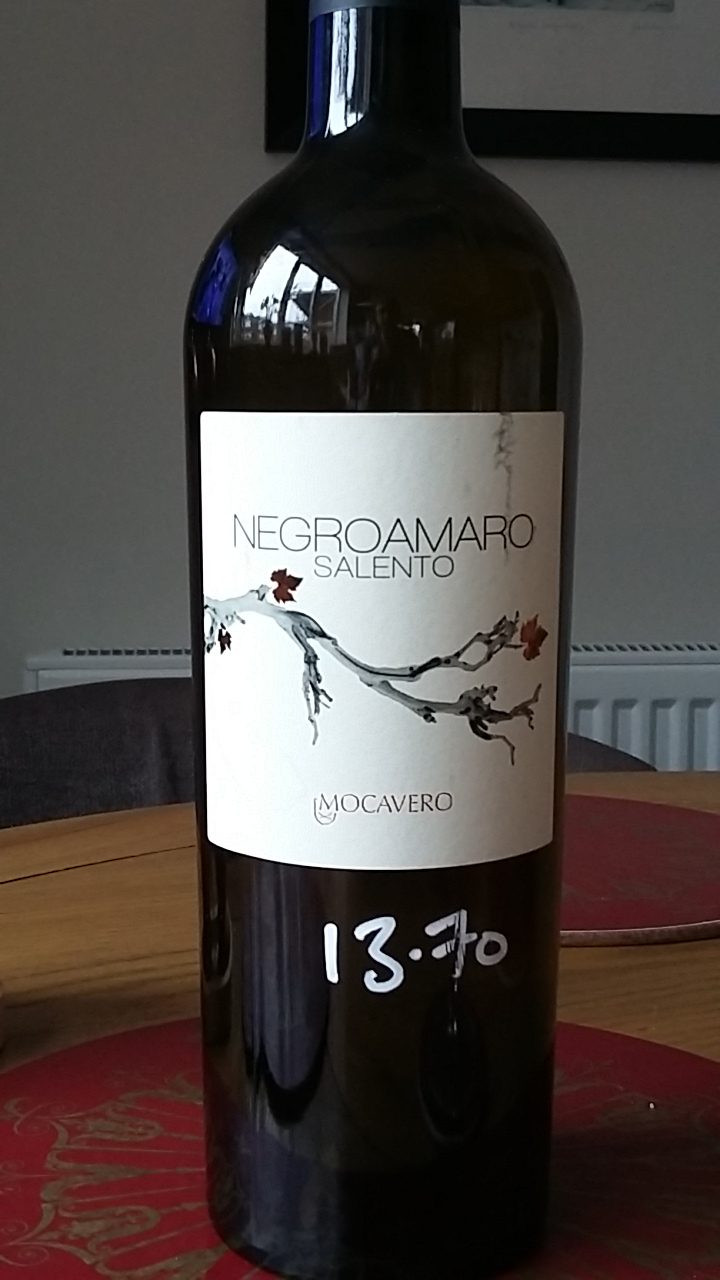 NEGROAMARO
SALENTO
MOCAVERO
13.70